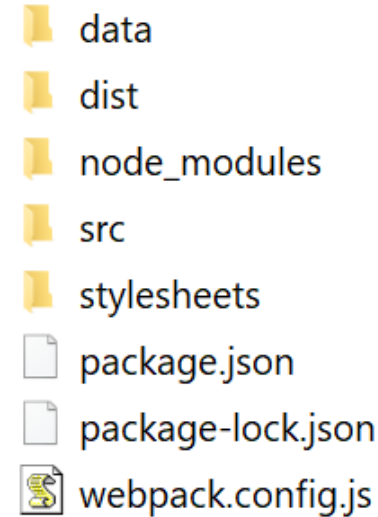 data
dist
node_modules
src
stylesheets
package.json
package-lock.json
webpack.config.js